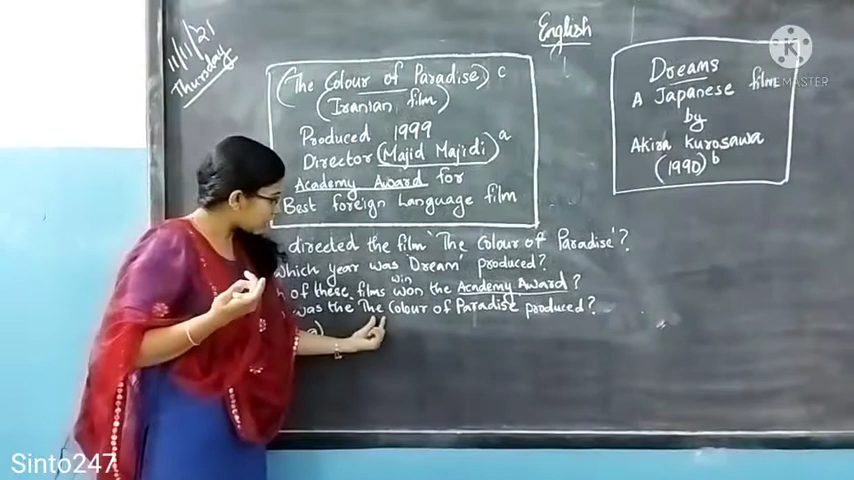 11/11/21
Thursday
English
(The Colour of Paradise) c
(Iranian film)
Produced 1999
Director (Majid Majidi) a
Academy Award for
Best foreign Language film
Dreams
A Japanese film
by
Akira Kurosawa
(1990) b
directed the film 'The Colour of Paradise'?
which year was 'Dream' produced?
of these films won the Academy Award?
win
was the 'The Colour of Paradise produced?
KINEMASTER
Sinto247